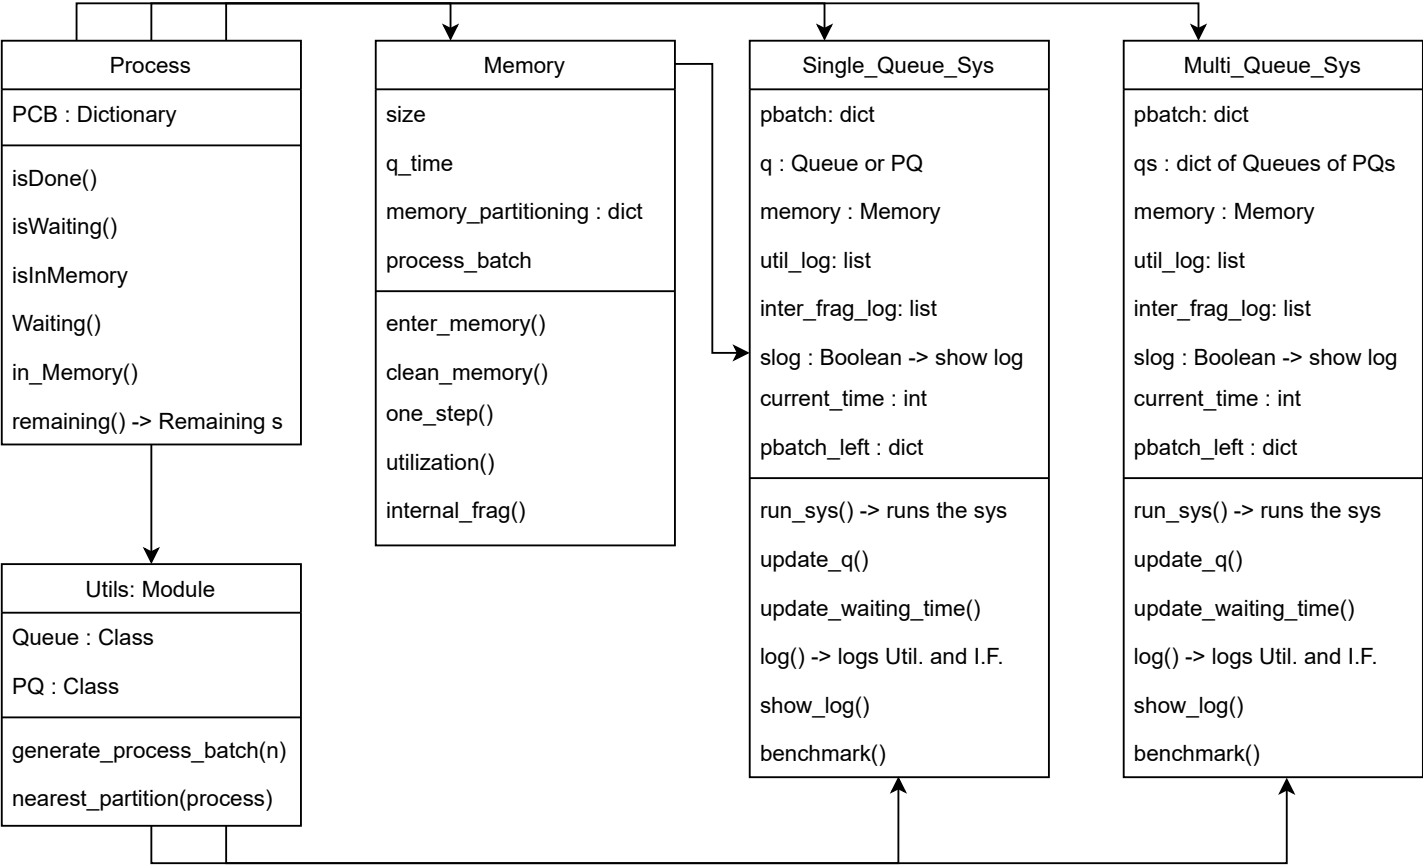 Process
PCB : Dictionary
isDone()
isWaiting()
isInMemory
Waiting()
in_Memory()
remaining() -> Remaining s
Utils: Module
Queue : Class
PQ : Class
generate_process_batch(n)
nearest_partition(process)
Memory
size
q_time
memory_partitioning : dict
process_batch
enter_memory()
clean_memory()
one_step()
utilization()
internal_frag()
Single_Queue_Sys
pbatch: dict
q : Queue or PQ
memory : Memory
util_log: list
inter_frag_log: list
slog : Boolean -> show log
current_time : int
pbatch_left : dict
run_sys() -> runs the sys
update_q()
update_waiting_time()
log() -> logs Util. and I.F.
show_log()
benchmark()
Multi_Queue_Sys
pbatch: dict
qs : dict of Queues of PQs
memory : Memory
util_log: list
inter_frag_log: list
slog : Boolean -> show log
current_time : int
pbatch_left : dict
run_sys() -> runs the sys
update_q()
update_waiting_time()
log() -> logs Util. and I.F.
show_log()
benchmark()